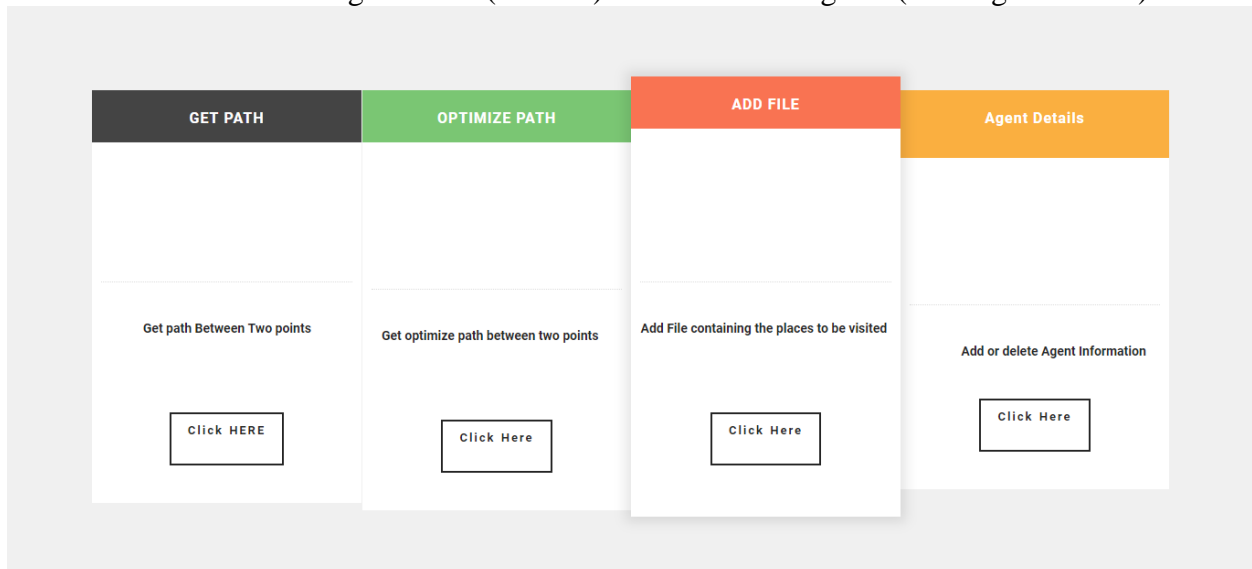 GET PATH
OPTIMIZE PATH
ADD FILE
Agent Details
Get path Between Two points
Get optimize path between two points
Add File containing the places to be visited
Add or delete Agent Information
Click HERE
Click Here
Click Here
Click Here